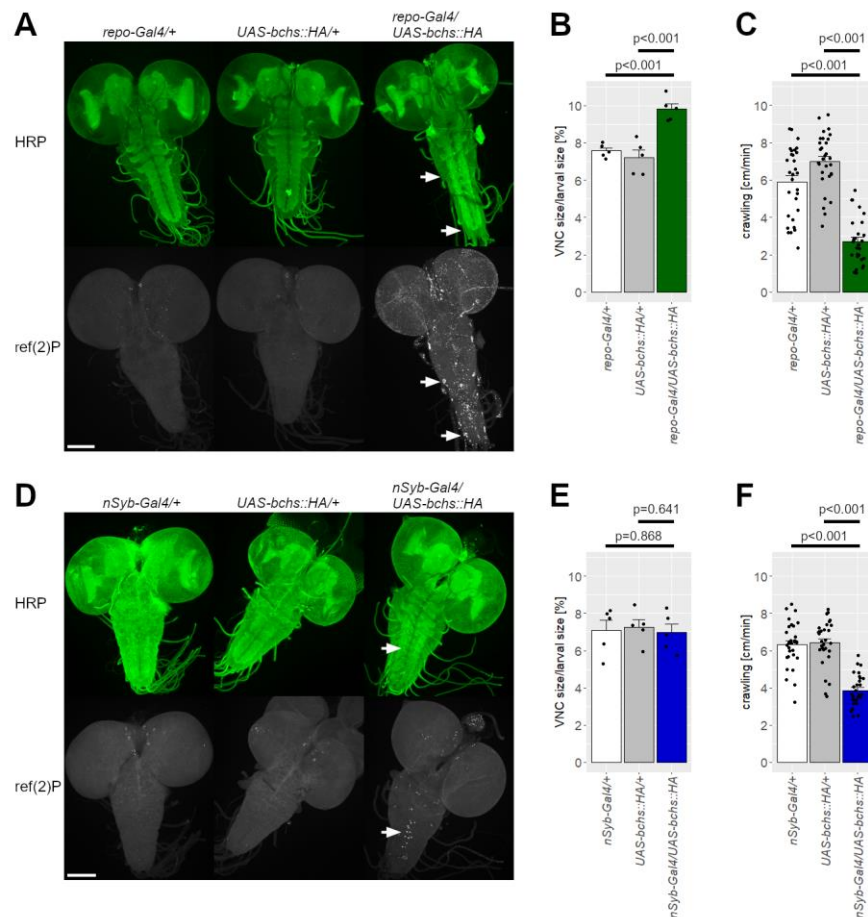 A
repo-Gal4/+
UAS-bchs::HA/+
repo-Gal4/
UAS-bchs::HA
HRP
ref(2)P
B
p<0.001
p<0.001
VNC size/larval size [%]
10
8
6
4
2
0
repo-Gal4/+
UAS-bchs::HA/+
repo-Gal4/UAS-bchs::HA
C
p<0.001
p<0.001
crawling [cm/min]
10
8
6
4
2
0
repo-Gal4/+
UAS-bchs::HA/+
repo-Gal4/UAS-bchs::HA
D
nSyb-Gal4/+
UAS-bchs::HA/+
nSyb-Gal4/
UAS-bchs::HA
HRP
ref(2)P
E
p=0.641
p=0.868
VNC size/larval size [%]
10
8
6
4
2
0
nSyb-Gal4/+
UAS-bchs::HA/+
nSyb-Gal4/UAS-bchs::HA
F
p<0.001
p<0.001
crawling [cm/min]
10
8
6
4
2
0
nSyb-Gal4/+
UAS-bchs::HA/+
nSyb-Gal4/UAS-bchs::HA